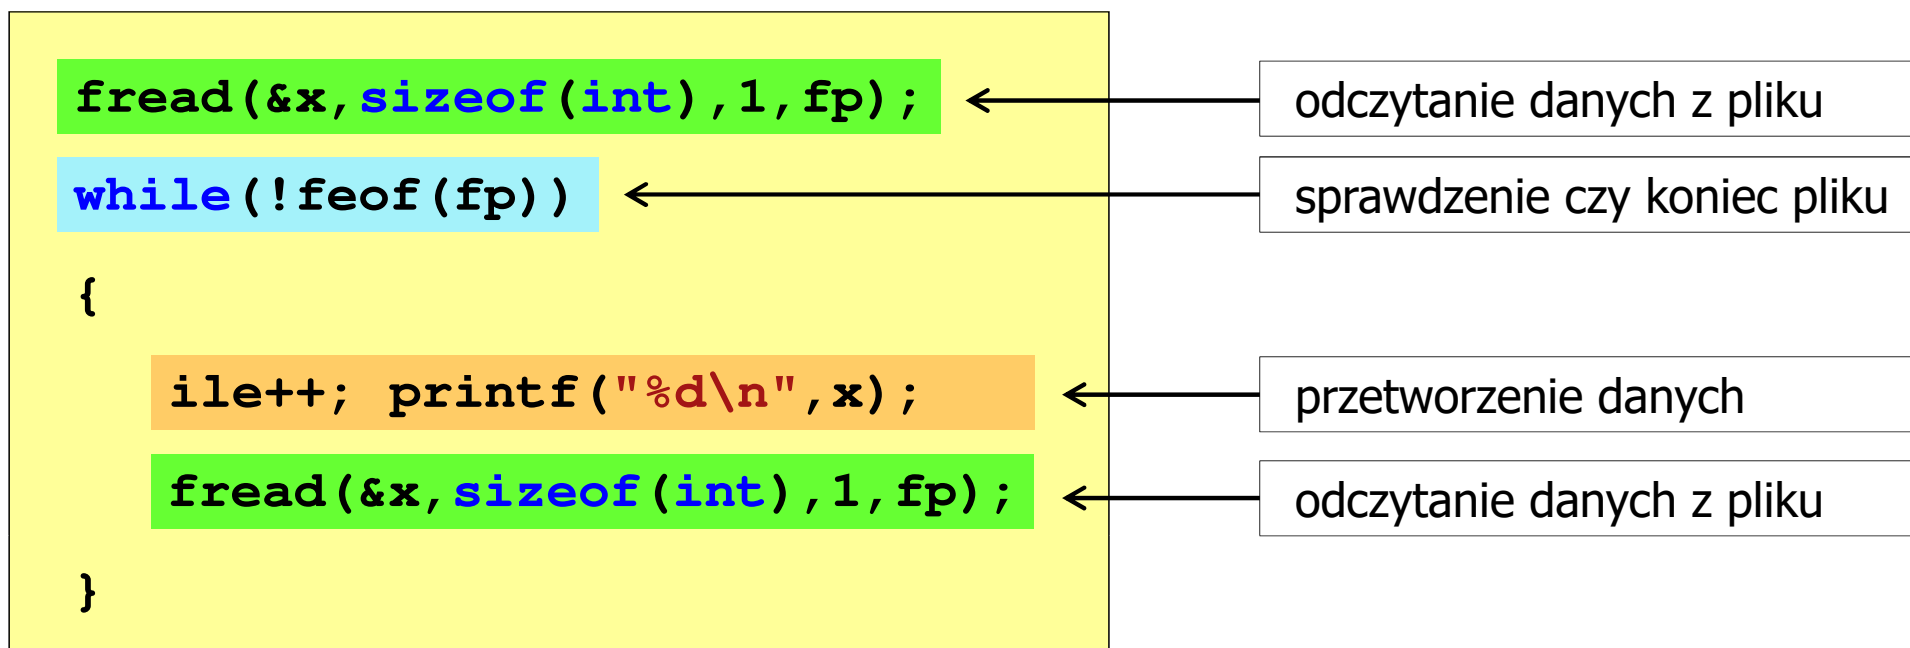 fread(&x,sizeof(int),1,fp);
odczytanie danych z pliku
while(!feof(fp))
sprawdzenie czy koniec pliku
{
ile++; printf("%d\n",x);
przetworzenie danych
fread(&x,sizeof(int),1,fp);
odczytanie danych z pliku
}